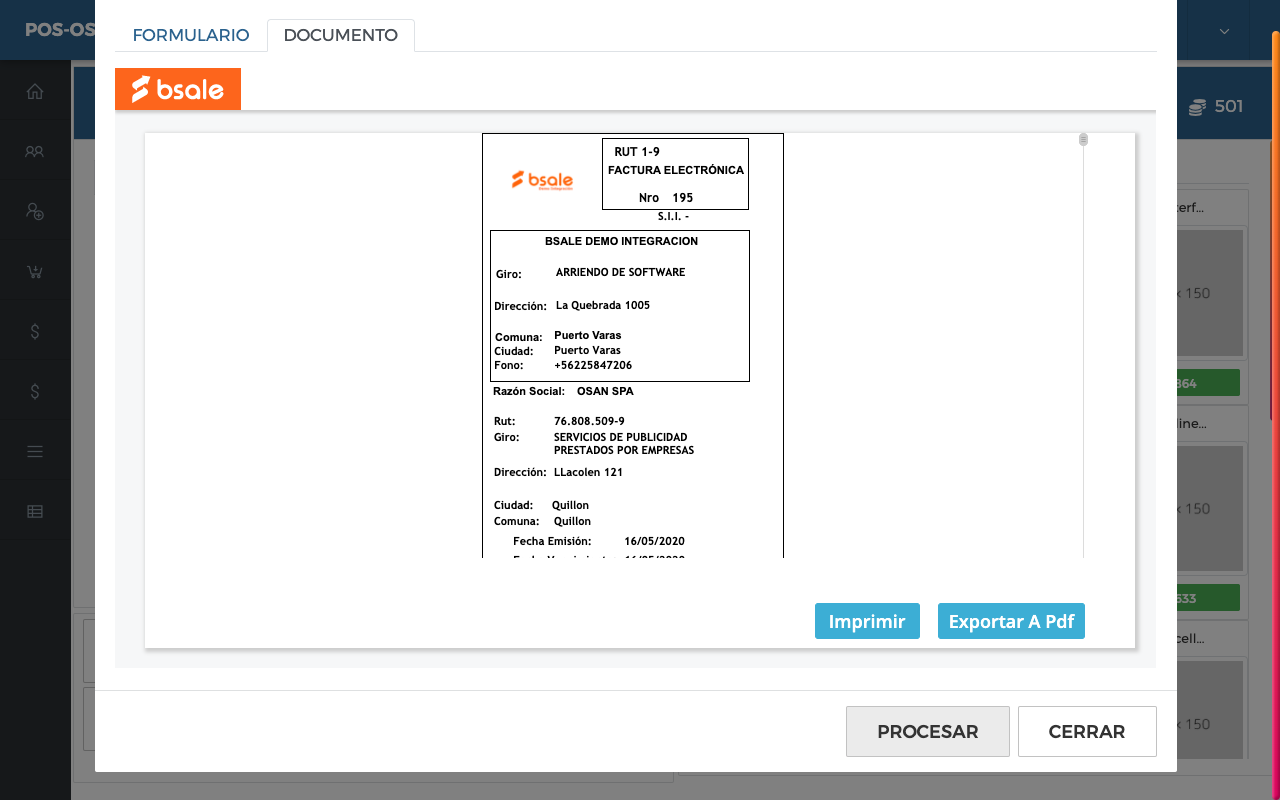 POS-OS
FORMULARIO
DOCUMENTO
bsale
501
RUT 1-9
FACTURA ELECTRÓNICA
Nro 195
bsale
S.I.I. -
BSALE DEMO INTEGRACION
Giro: ARRIENDO DE SOFTWARE
Dirección: La Quebrada 1005
Comuna: Puerto Varas
Ciudad: Puerto Varas
Fono: +56225847206
Razón Social: OSAN SPA
Rut: 76.808.509-9
Giro: SERVICIOS DE PUBLICIDAD
PRESTADOS POR EMPRESAS
Dirección: LLacolen 121
Ciudad: Quillon
Comuna: Quillon
Fecha Emisión: 16/05/2020
Imprimir
Exportar A Pdf
PROCESAR
CERRAR
terf...
x 150
364
line...
x 150
533
cell...
x 150